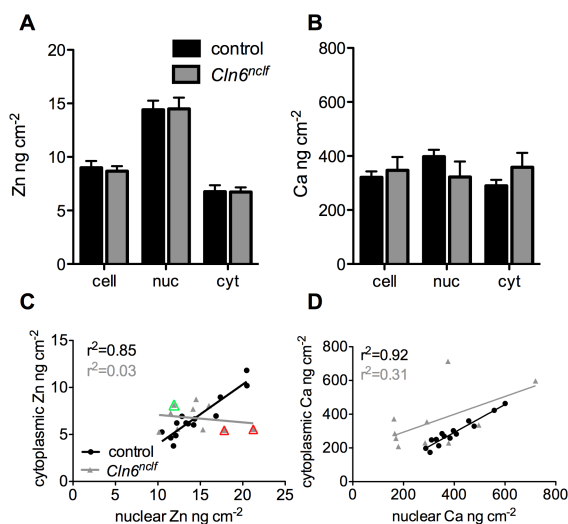 A
control
Cln6nclf
Zn ng cm-2
20
15
10
5
0
cell nuc cyt
B
Ca ng cm-2
800
600
400
200
0
cell nuc cyt
C
r2=0.85
r2=0.03
cytoplasmic Zn ng cm-2
15
10
5
0
control
Cln6nclf
5 10 15 20 25
nuclear Zn ng cm-2
D
r2=0.92
r2=0.31
cytoplasmic Ca ng cm-2
800
600
400
200
0
0 200 400 600 800
nuclear Ca ng cm-2